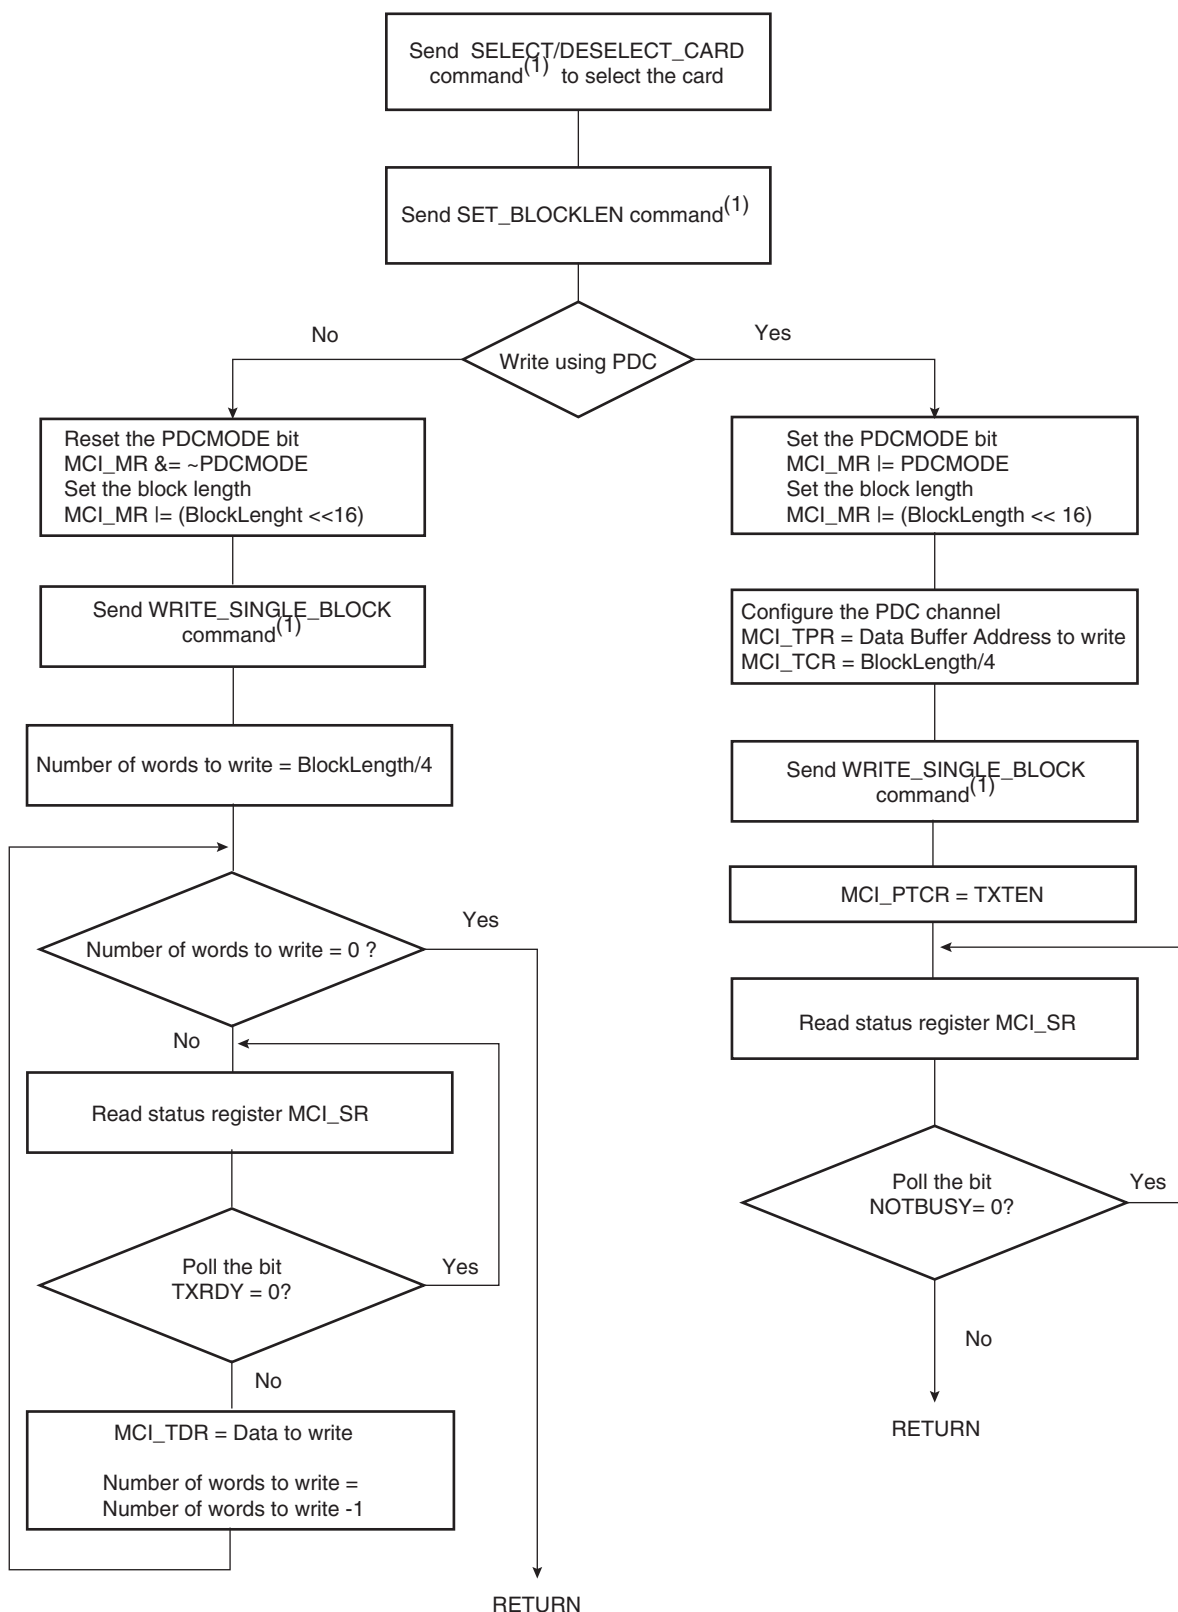 Send SELECT/DESELECT_CARD
command(1) to select the card
Send SET_BLOCKLEN command(1)
No
Yes
Write using PDC
Reset the PDCMODE bit
MCI_MR &= ~PDCMODE
Set the block length
MCI_MR |= (BlockLenght <<16)
Send WRITE_SINGLE_BLOCK
command(1)
Number of words to write = BlockLength/4
Number of words to write = 0 ?
Yes
No
Read status register MCI_SR
Poll the bit
TXRDY = 0?
Yes
No
MCI_TDR = Data to write
Number of words to write =
Number of words to write -1
RETURN
Set the PDCMODE bit
MCI_MR |= PDCMODE
Set the block length
MCI_MR |= (BlockLength << 16)
Configure the PDC channel
MCI_TPR = Data Buffer Address to write
MCI_TCR = BlockLength/4
Send WRITE_SINGLE_BLOCK
command(1)
MCI_PTCR = TXTEN
Read status register MCI_SR
Poll the bit
NOTBUSY= 0?
Yes
No
RETURN